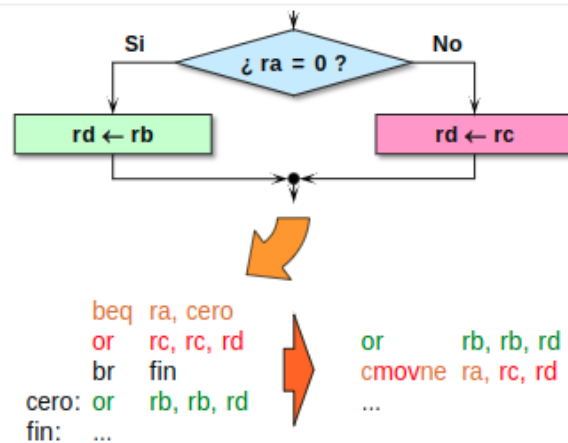 Si
¿ ra = 0 ?
No
rd ← rb
rd ← rc
beq ra, cero
or rc, rc, rd
br fin
cero: or rb, rb, rd
fin: ...
or rb, rb, rd
cmovne ra, rc, rd
...